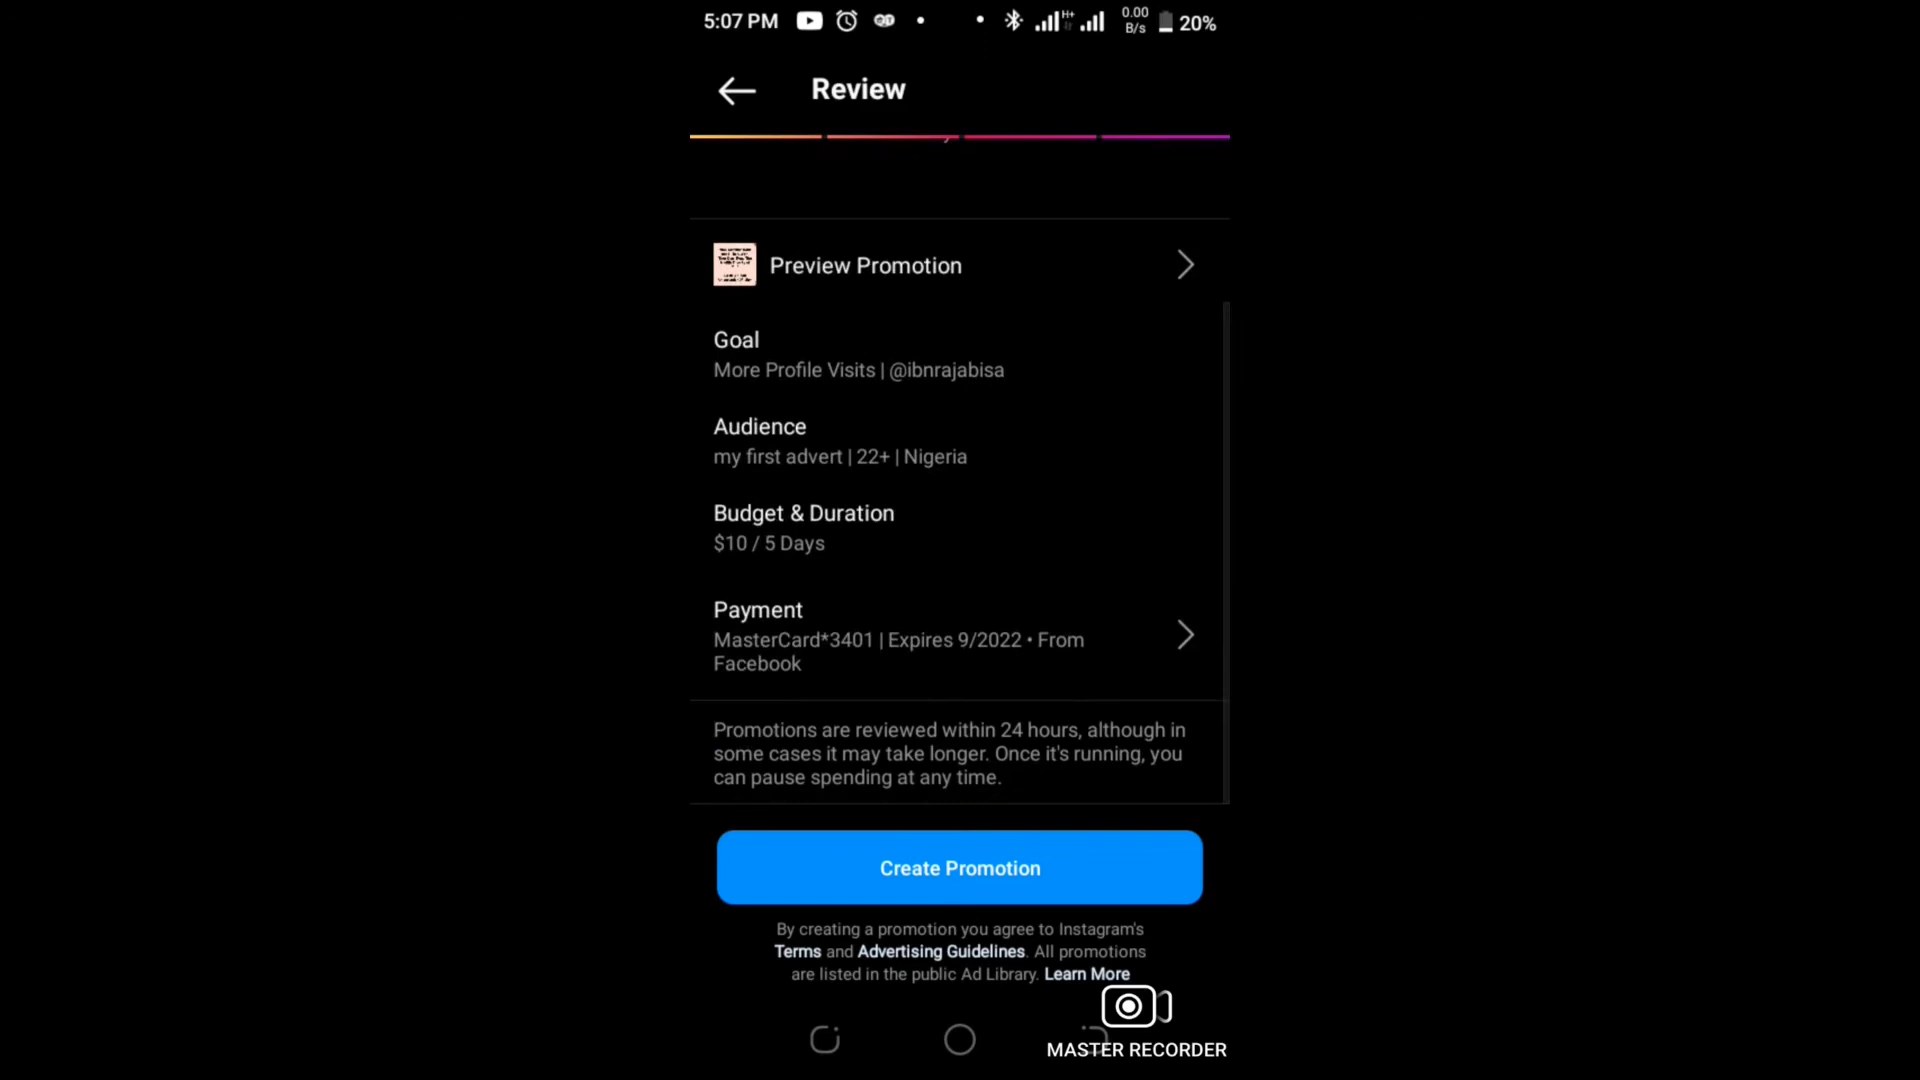 5:07 PM
H+
0.00
B/s
20%
Review
Preview Promotion
Goal
More Profile Visits | @ibnrajabisa
Audience
my first advert | 22+ | Nigeria
Budget & Duration
$10 / 5 Days
Payment
MasterCard*3401 | Expires 9/2022 • From
Facebook
Promotions are reviewed within 24 hours, although in
some cases it may take longer. Once it's running, you
can pause spending at any time.
Create Promotion
By creating a promotion you agree to Instagram's
Terms and Advertising Guidelines. All promotions
are listed in the public Ad Library. Learn More
MASTER RECORDER